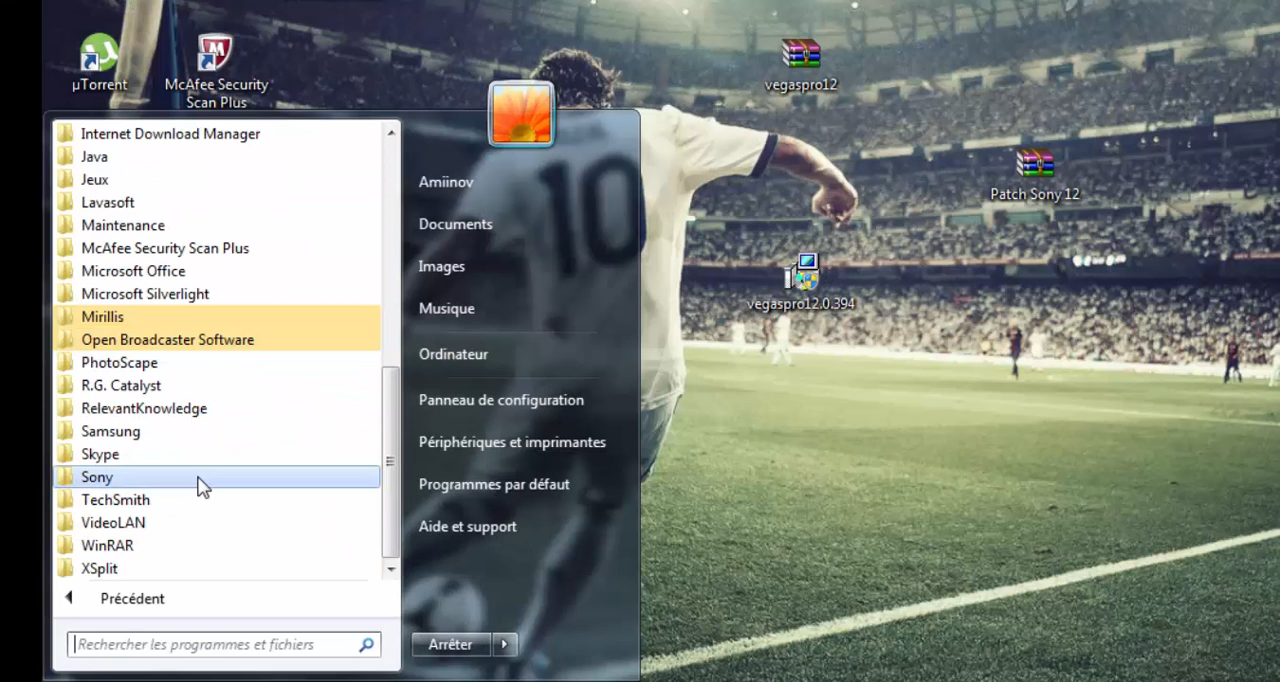 µTorrent
McAfee Security
Scan Plus
vegaspro12
Patch Sony 12
vegaspro12.0.394
Internet Download Manager
Java
Jeux
Lavasoft
Maintenance
McAfee Security Scan Plus
Microsoft Office
Microsoft Silverlight
Mirillis
Open Broadcaster Software
PhotoScape
R.G. Catalyst
RelevantKnowledge
Samsung
Skype
Sony
TechSmith
VideoLAN
WinRAR
XSplit
Précédent
Rechercher les programmes et fichiers
Amiinov
Documents
Images
Musique
Ordinateur
Panneau de configuration
Périphériques et imprimantes
Programmes par défaut
Aide et support
Arrêter
10